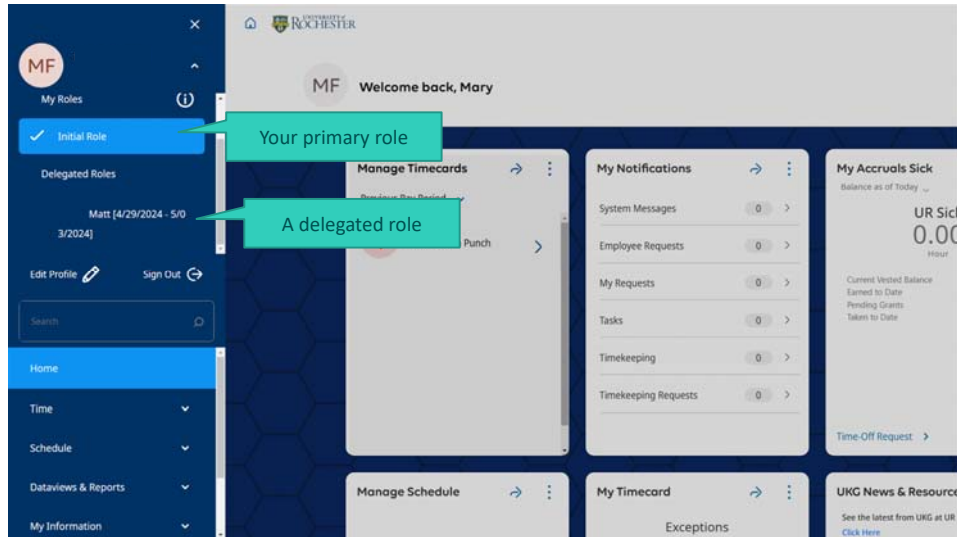 MF
My Roles
Initial Role
Delegated Roles
Matt [4/29/2024 - 5/0
3/2024]
Edit Profile
Sign Out
Search
Home
Time
Schedule
Dataviews & Reports
My Information
UNIVERSITY of
ROCHESTER
MF
Welcome back, Mary
Your primary role
A delegated role
Manage Timecards
Punch
My Notifications
System Messages 0
Employee Requests 0
My Requests 0
Tasks 0
Timekeeping 0
Timekeeping Requests 0
My Accruals Sick
Balance as of Today
UR Sick
0.00
Hour
Current Vested Balance
Earned to Date
Pending Grants
Taken to Date
Time-Off Request
Manage Schedule
My Timecard
Exceptions
UKG News & Resource
See the latest from UKG at UR
Click Here